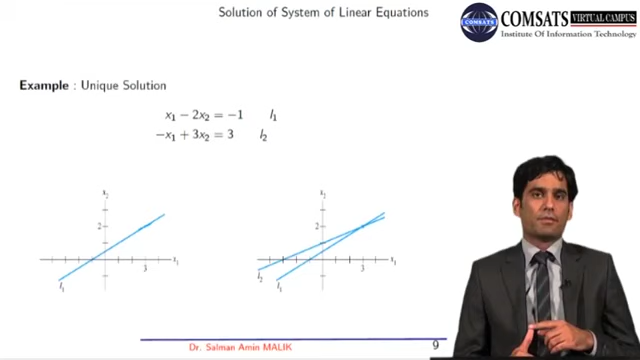 Solution of System of Linear Equations
COMSATS
COMSATS VIRTUAL CAMPUS
Institute Of Information Technology
Example : Unique Solution
x₁ − 2x₂ = −1 l₁
−x₁ + 3x₂ = 3 l₂
x₂
2
3
x₁
l₁
x₂
2
3
x₁
l₂
l₁
Dr. Salman Amin MALIK
9